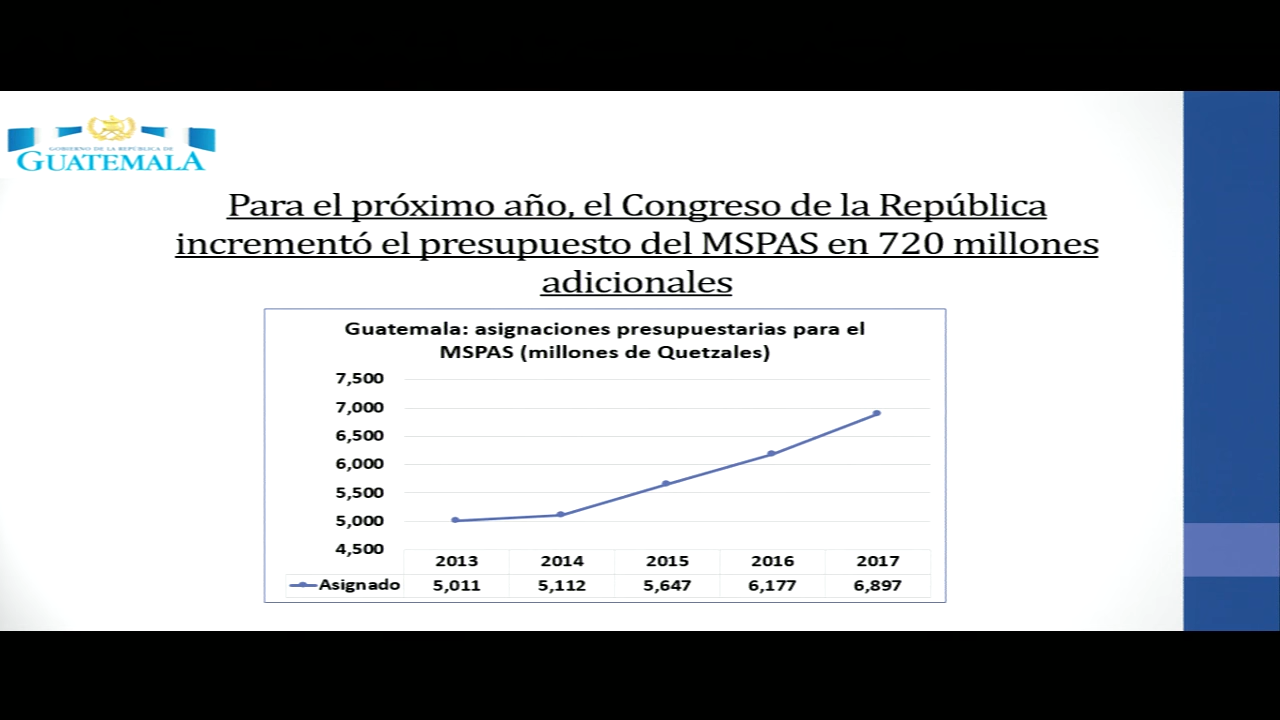 GOBIERNO DE LA REPÚBLICA DE
GUATEMALA
Para el próximo año, el Congreso de la República
incrementó el presupuesto del MSPAS en 720 millones
adicionales
Guatemala: asignaciones presupuestarias para el
MSPAS (millones de Quetzales)
7,500
7,000
6,500
6,000
5,500
5,000
4,500
2013 2014 2015 2016 2017
Asignado 5,011 5,112 5,647 6,177 6,897